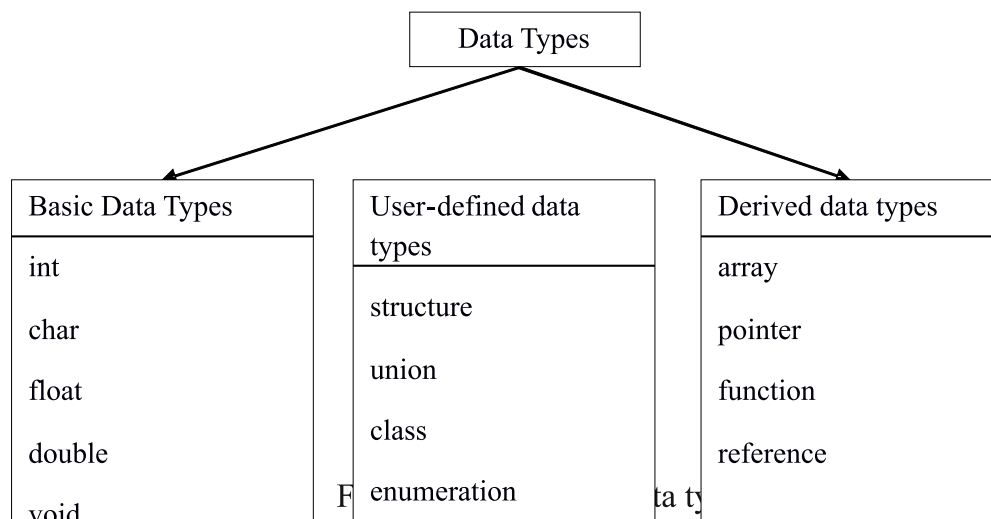 Data Types
Basic Data Types
int
char
float
double
void
User-defined data
types
structure
union
class
enumeration
Derived data types
array
pointer
function
reference